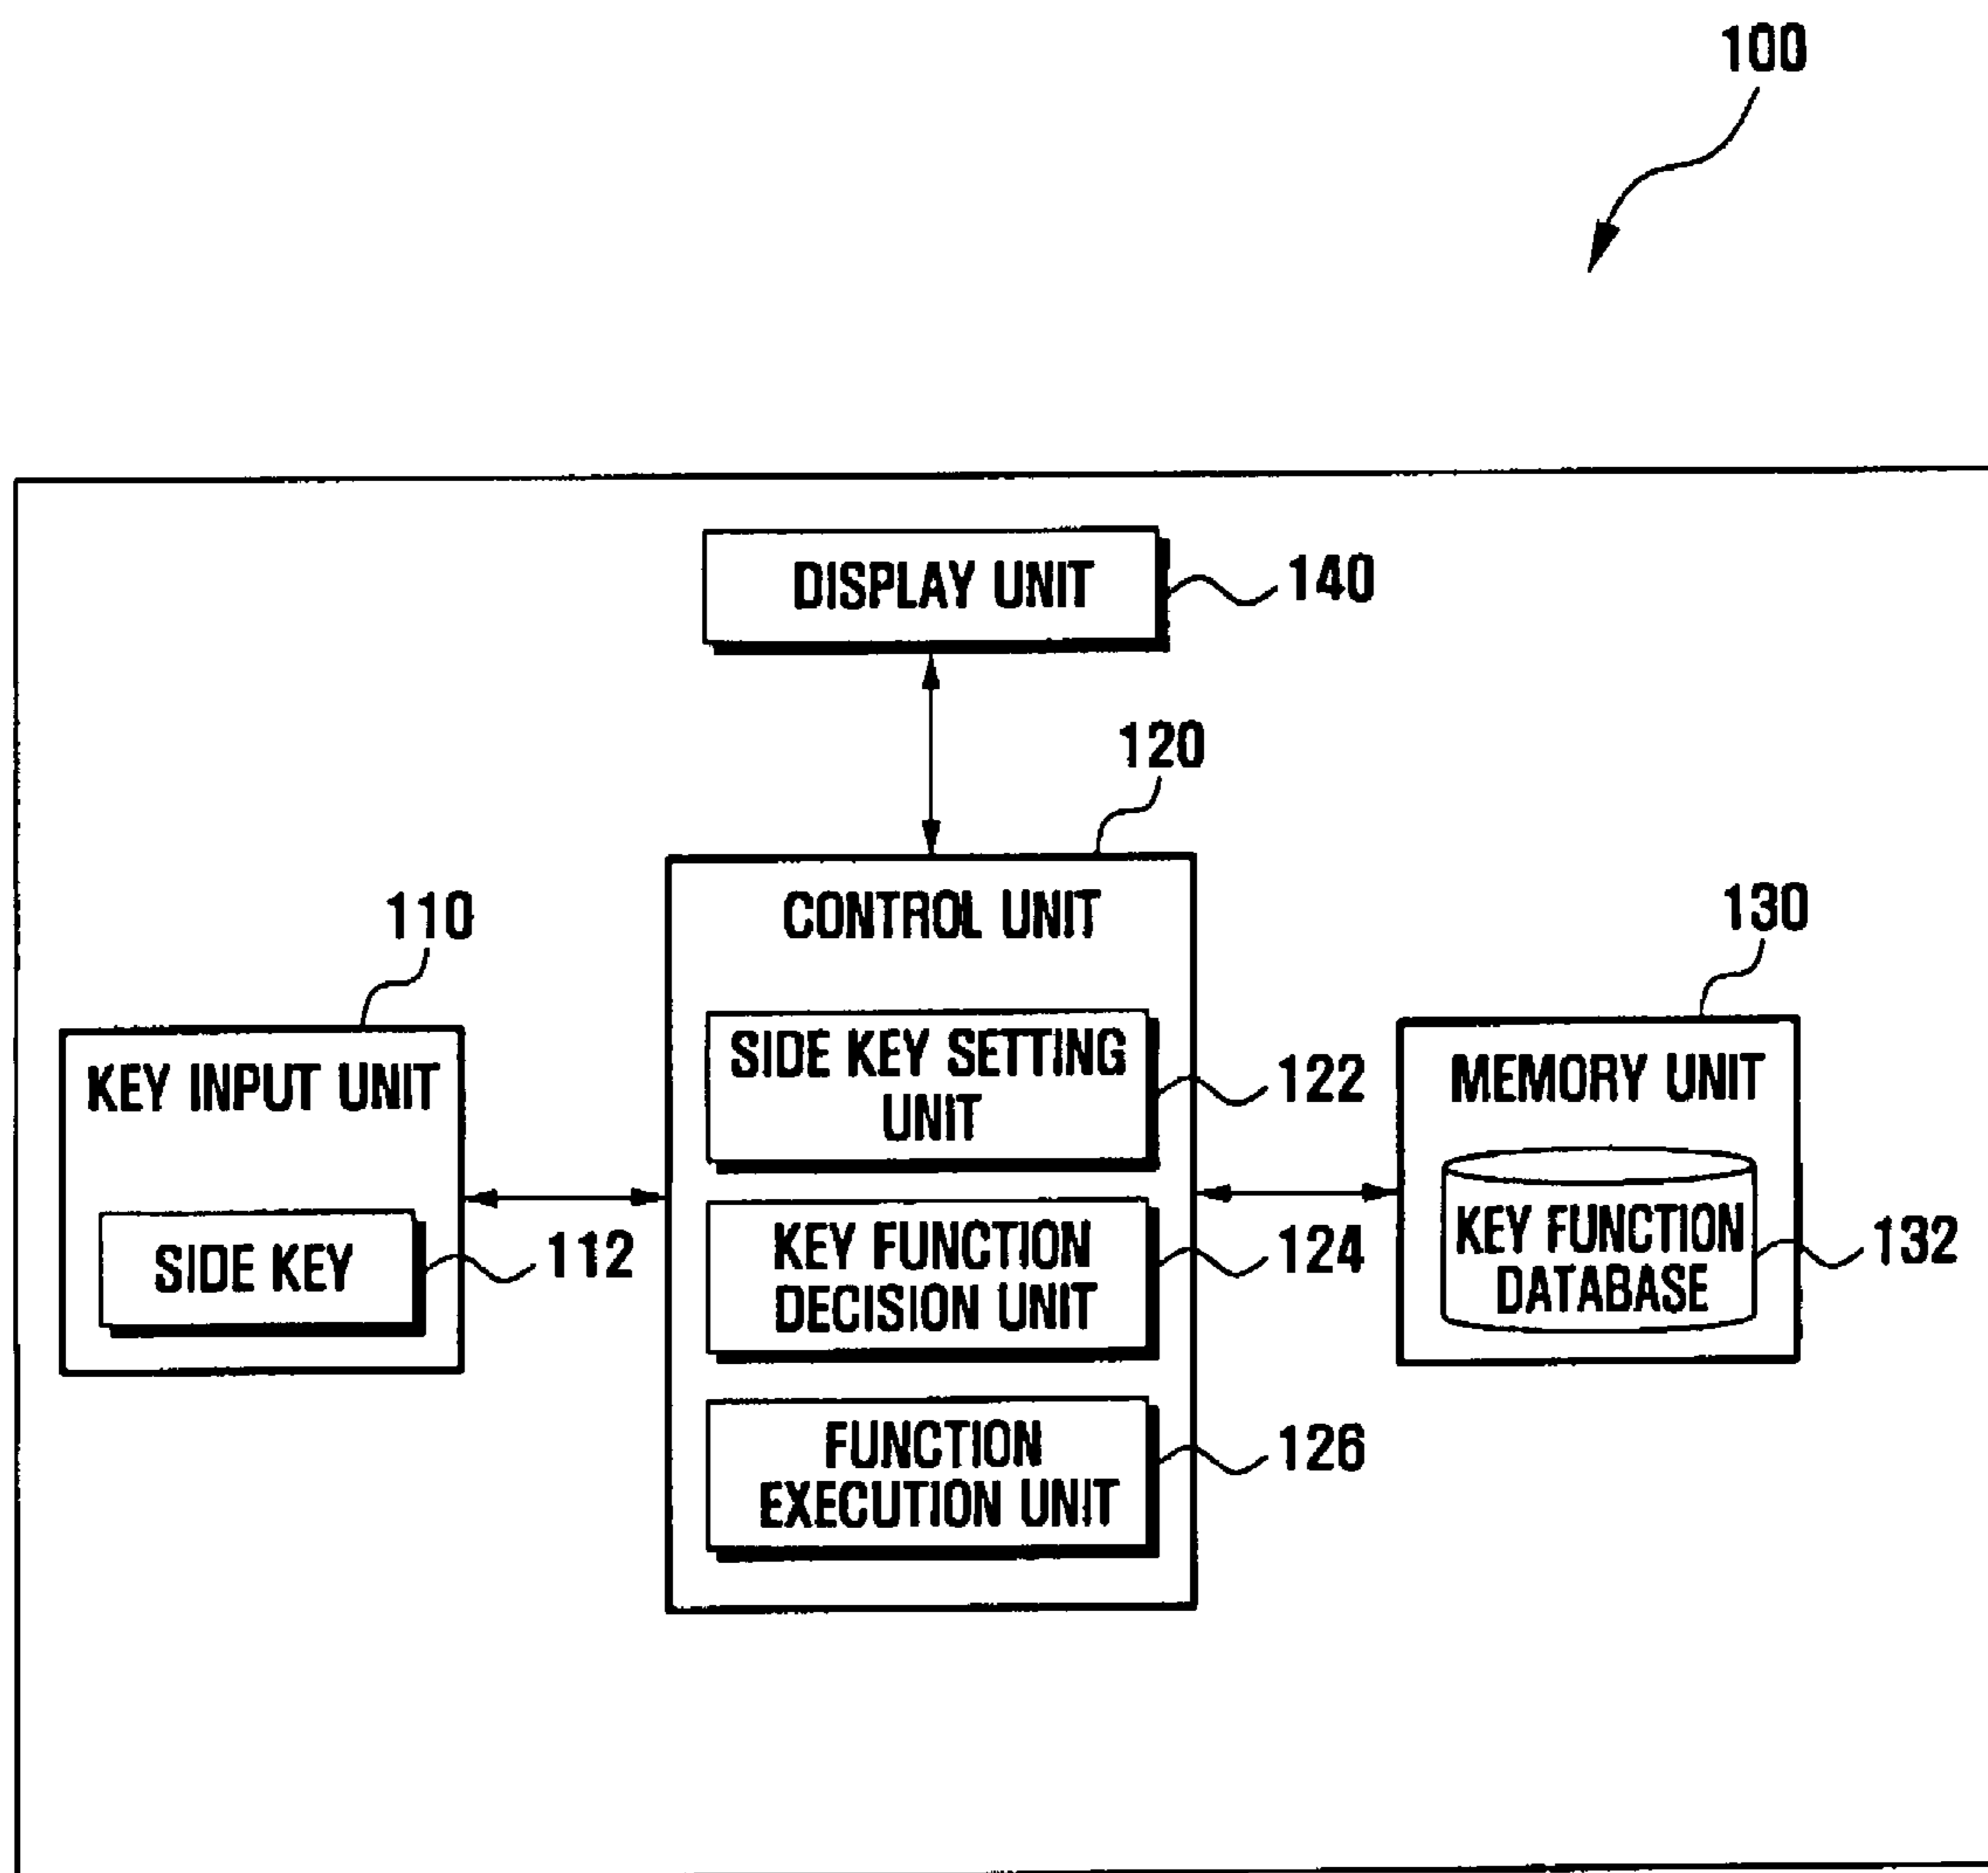 100
DISPLAY UNIT
140
120
CONTROL UNIT
110
130
KEY INPUT UNIT
SIDE KEY SETTING
UNIT
122
MEMORY UNIT
SIDE KEY
112
KEY FUNCTION
DECISION UNIT
124
KEY FUNCTION
DATABASE
132
FUNCTION
EXECUTION UNIT
126